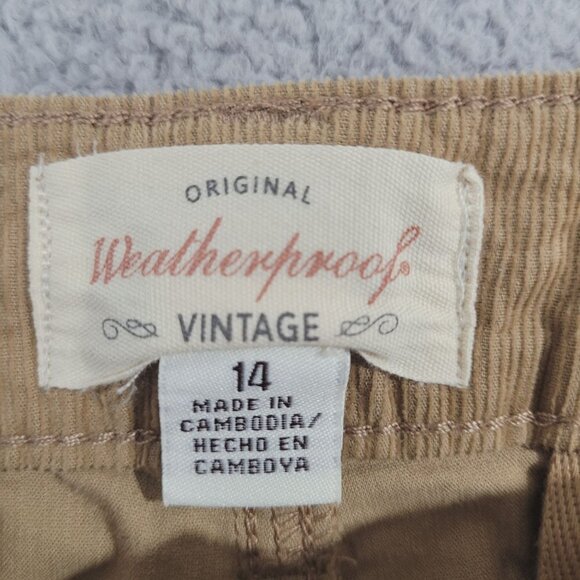 ORIGINAL
Weatherproof®
VINTAGE
14
MADE IN
CAMBODIA/
HECHO EN
CAMBOYA